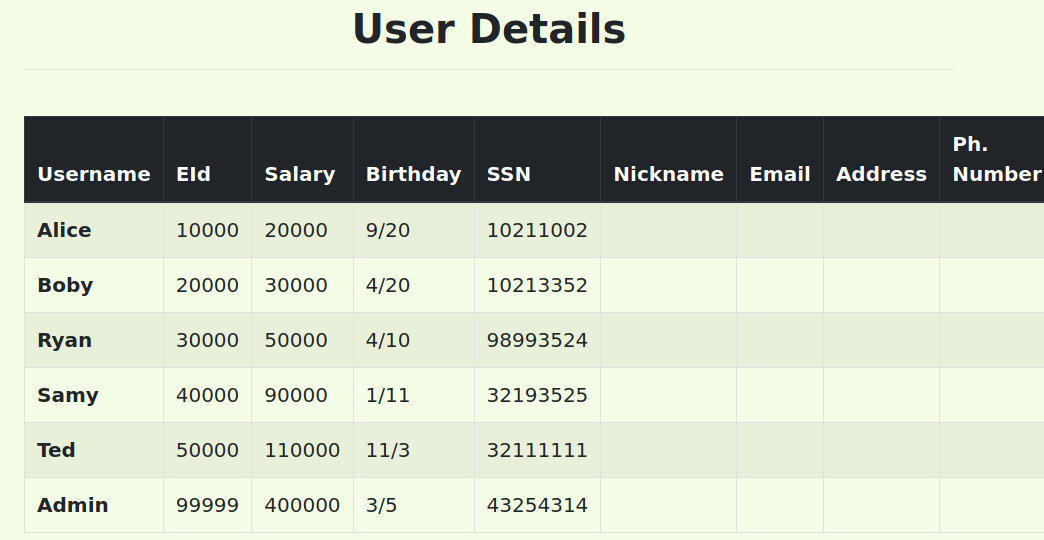 User Details
Username EId Salary Birthday SSN Nickname Email Address Ph. Number
Alice 10000 20000 9/20 10211002
Boby 20000 30000 4/20 10213352
Ryan 30000 50000 4/10 98993524
Samy 40000 90000 1/11 32193525
Ted 50000 110000 11/3 32111111
Admin 99999 400000 3/5 43254314